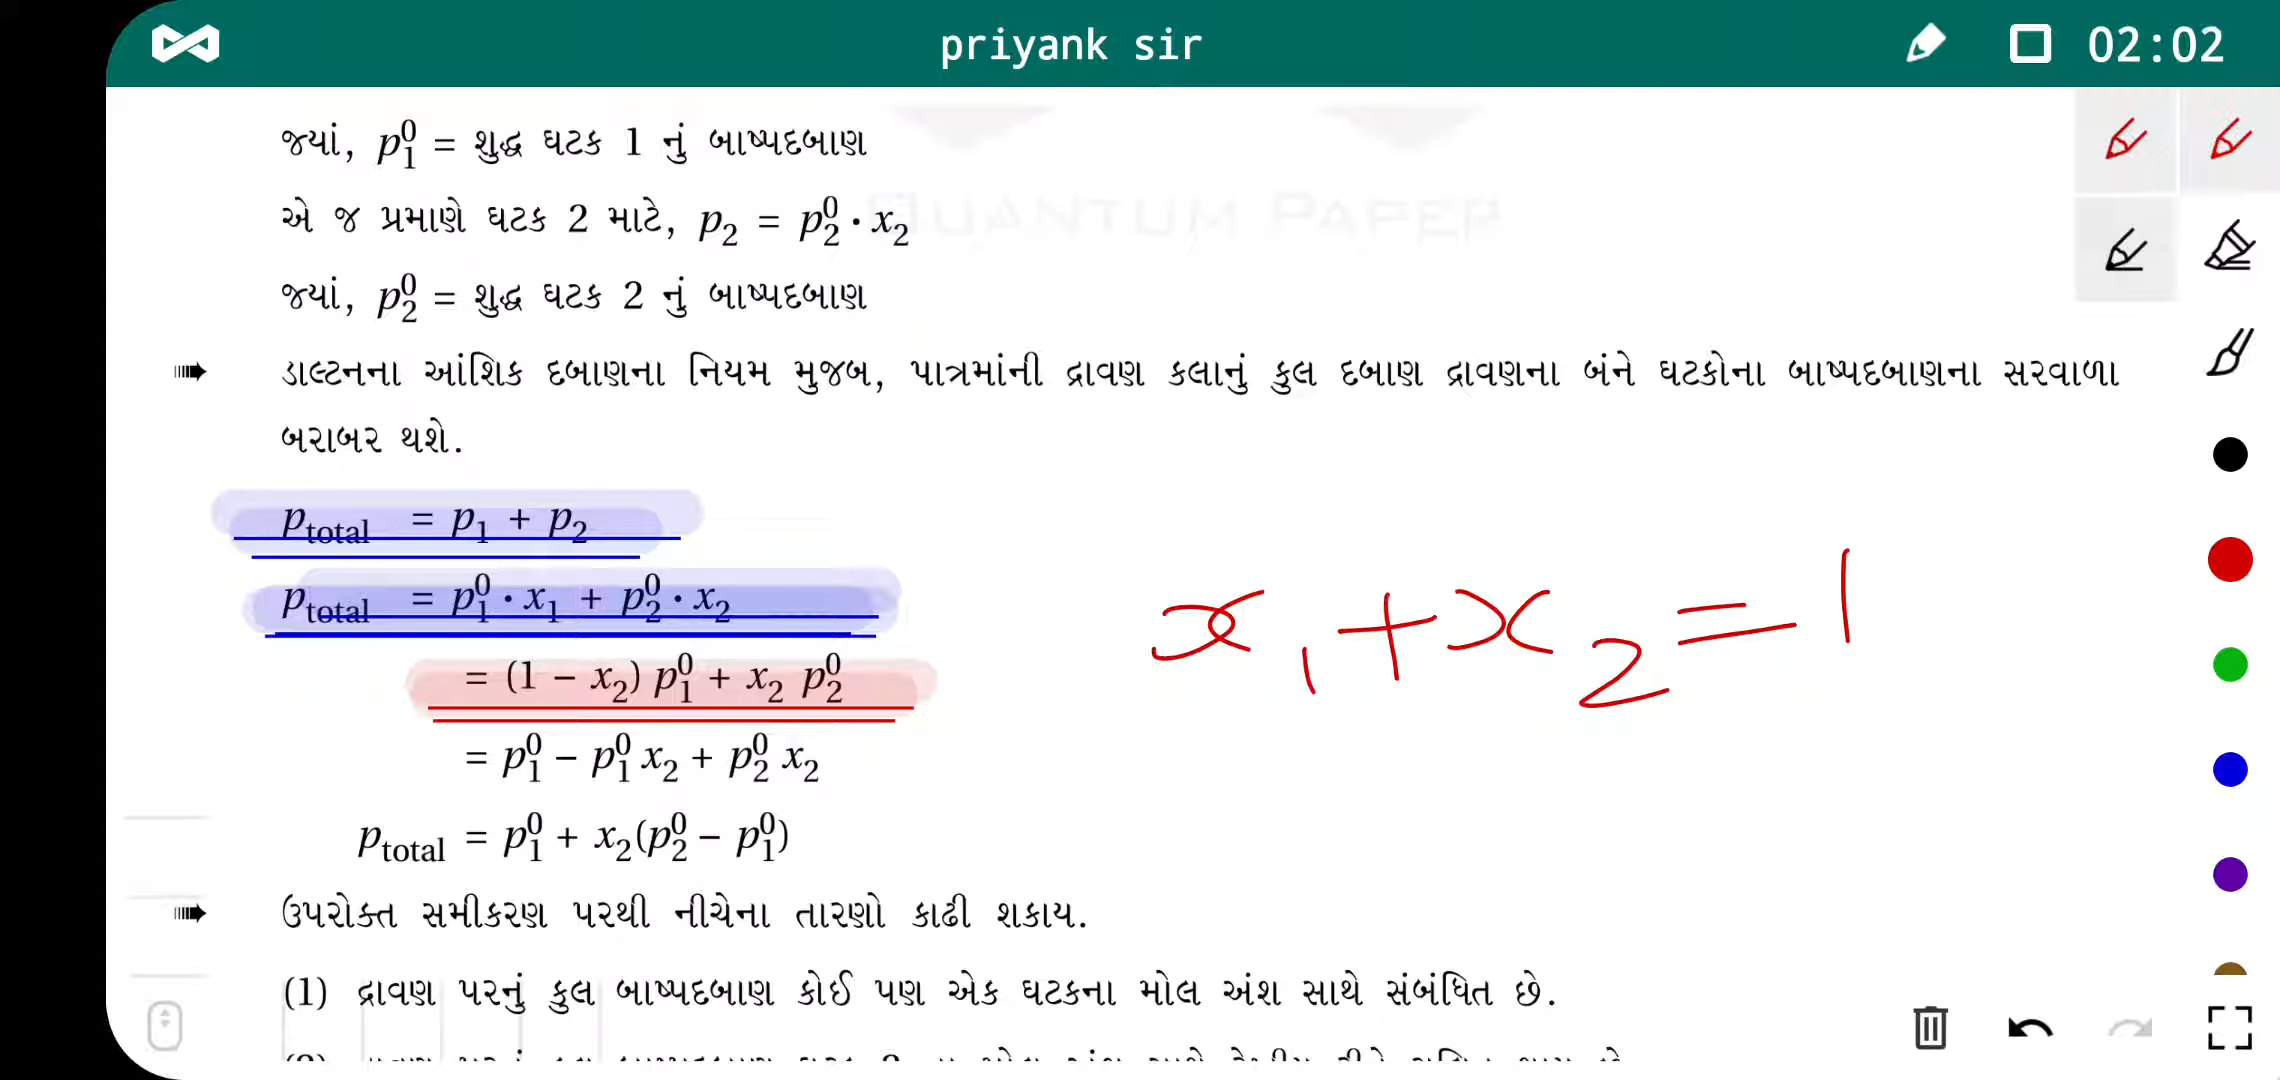 priyank sir 02:02
QUANTUM PAPER
જ્યાં, p₁⁰ = શુદ્ધ ઘટક 1 નું બાષ્પદબાણ
એ જ પ્રમાણે ઘટક 2 માટે, p₂ = p₂⁰ · x₂
જ્યાં, p₂⁰ = શુદ્ધ ઘટક 2 નું બાષ્પદબાણ
ડાલ્ટનના આંશિક દબાણના નિયમ મુજબ, પાત્રમાંની દ્રાવણ કલાનું કુલ દબાણ દ્રાવણના બંને ઘટકોના બાષ્પદબાણના સરવાળા
બરાબર થશે.
p_total = p₁ + p₂
p_total = p₁⁰ · x₁ + p₂⁰ · x₂
x₁ + x₂ = 1
= (1 – x₂) p₁⁰ + x₂ p₂⁰
= p₁⁰ – p₁⁰ x₂ + p₂⁰ x₂
p_total = p₁⁰ + x₂(p₂⁰ – p₁⁰)
ઉપરોક્ત સમીકરણ પરથી નીચેના તારણો કાઢી શકાય.
(1) દ્રાવણ પરનું કુલ બાષ્પદબાણ કોઈ પણ એક ઘટકના મોલ અંશ સાથે સંબંધિત છે.